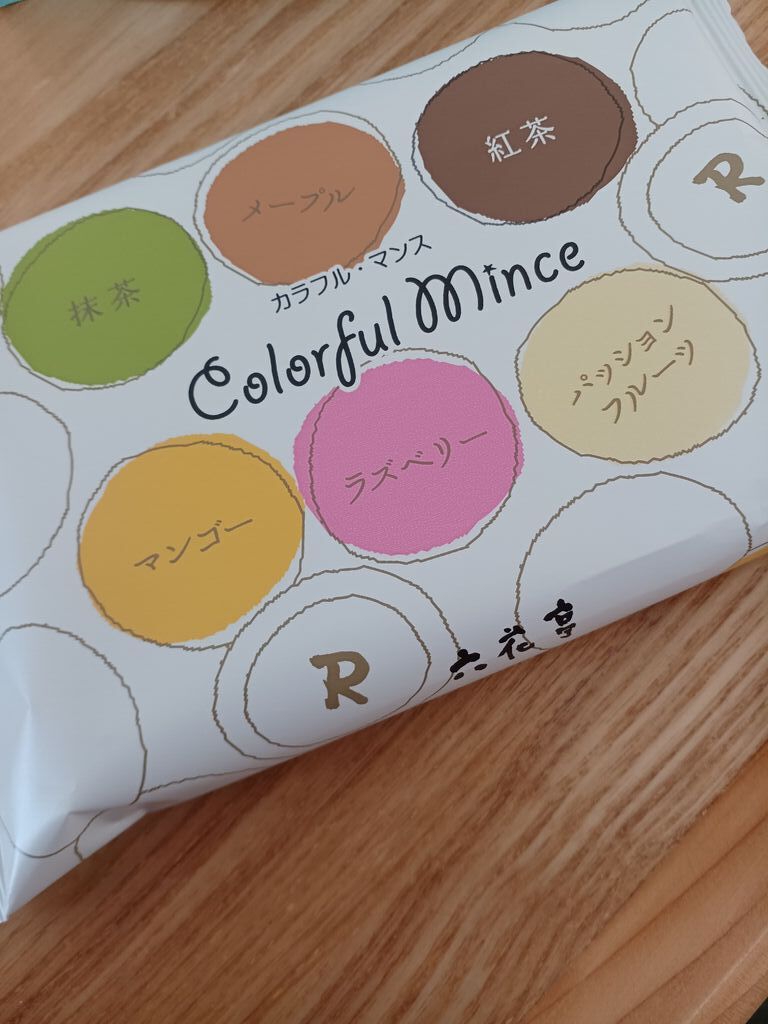 紅茶
メープル
抹茶
R
カラフル・マンス
Colorful Mince
パッション
フルーツ
ラズベリー
マンゴー
R
六花亭